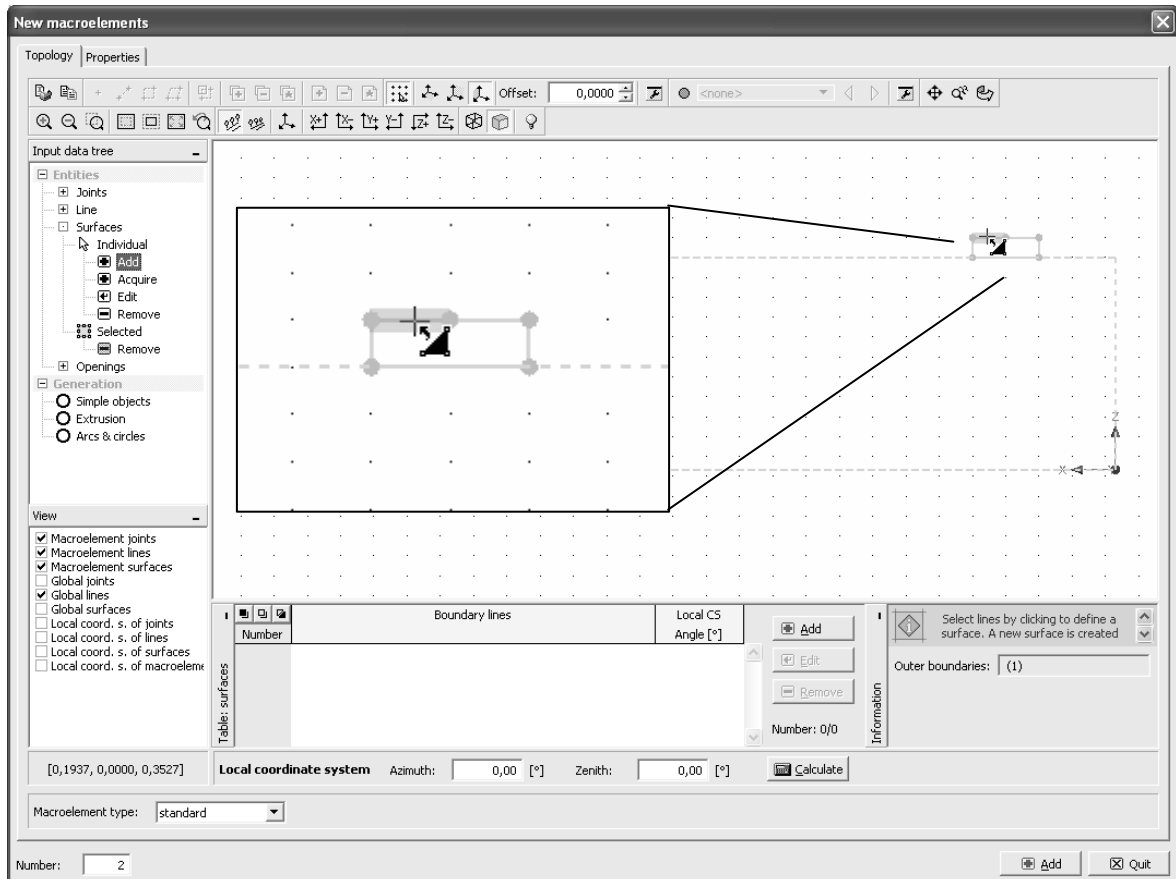 New macroelements
Topology Properties
Offset: 0,0000 <none>
Input data tree
Entities
Joints
Line
Surfaces
Individual
Add
Acquire
Edit
Remove
Selected
Remove
Openings
Generation
Simple objects
Extrusion
Arcs & circles
View
Macroelement joints
Macroelement lines
Macroelement surfaces
Global joints
Global lines
Global surfaces
Local coord. s. of joints
Local coord. s. of lines
Local coord. s. of surfaces
Local coord. s. of macroeleme
Z
X
Table: surfaces
Number Boundary lines Local CS
Angle [°]
Add
Edit
Remove
Number: 0/0
Information
Select lines by clicking to define a
surface. A new surface is created
Outer boundaries: (1)
[0,1937, 0,0000, 0,3527] Local coordinate system Azimuth: 0,00 [°] Zenith: 0,00 [°] Calculate
Macroelement type: standard
Number: 2 Add Quit